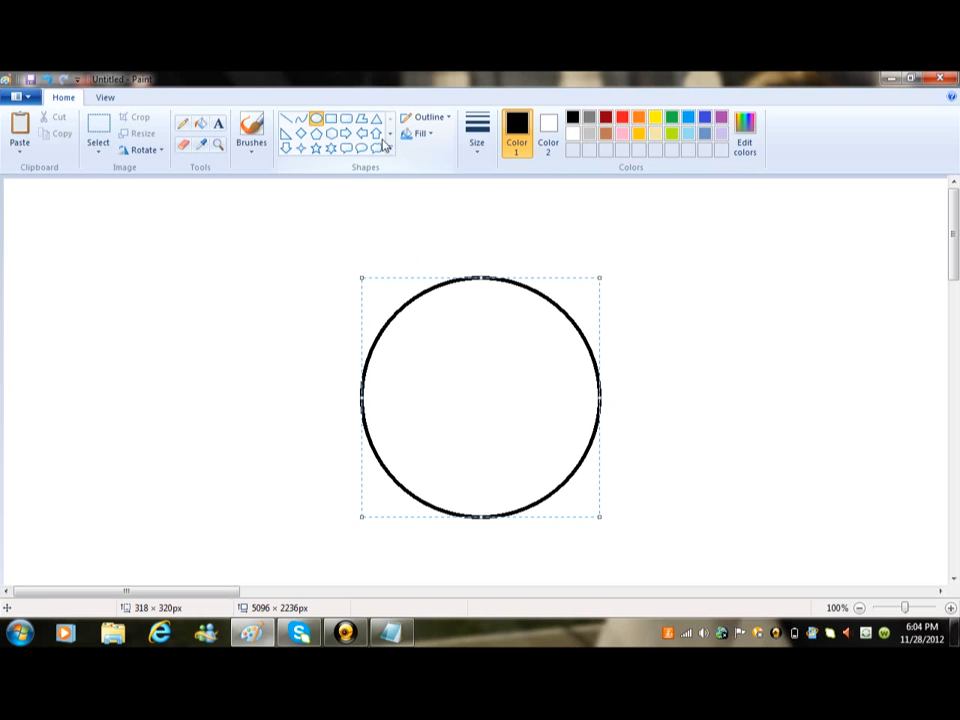 Untitled - Paint
Home View
Cut
Copy
Paste
Clipboard
Select
Crop
Resize
Rotate
Image
A
Tools
Brushes
Outline
Fill
Shapes
Size
Color 1
Color 2
Edit colors
Colors
318 × 320px
5096 × 2236px
100%
6:04 PM
11/28/2012